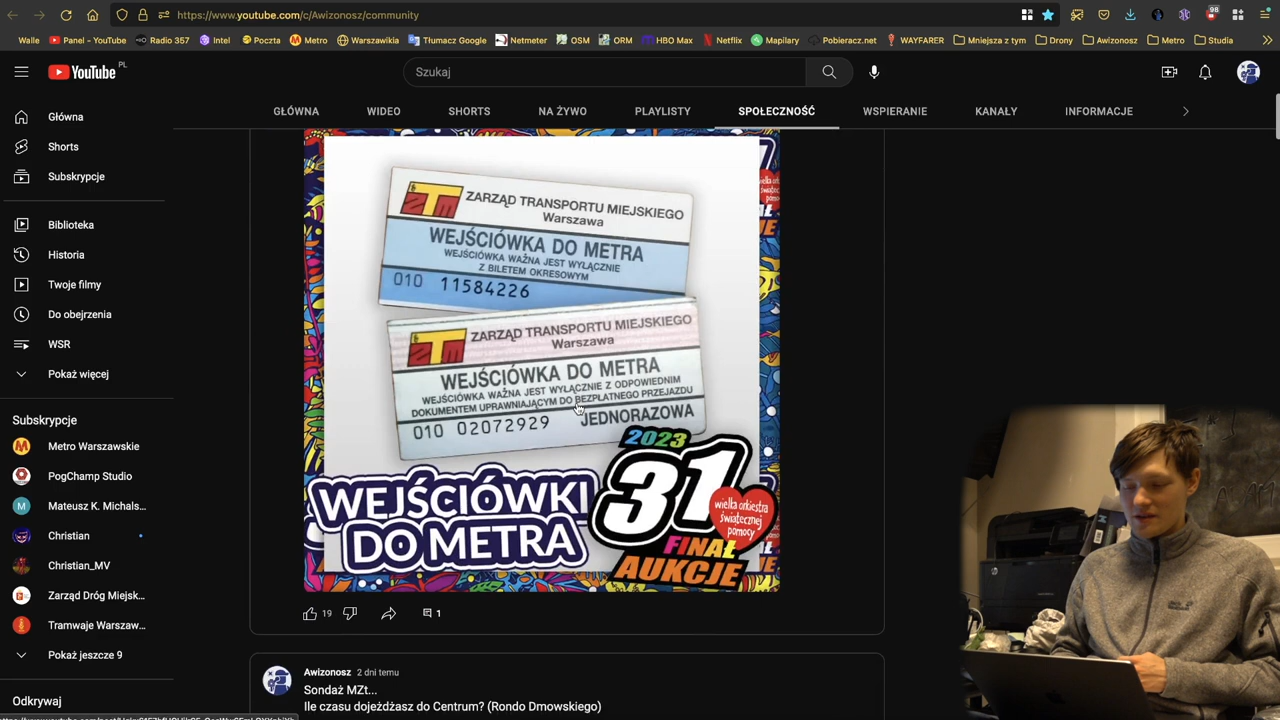 https://www.youtube.com/c/Awizonosz/community
98
Walle
Panel - YouTube
Radio 357
Intel
Poczta
Metro
Warszawikia
Tłumacz Google
Netmeter
OSM
ORM
HBO Max
Netflix
Mapilary
Pobieracz.net
WAYFARER
Mniejsza z tym
Drony
Awizonosz
Metro
Studia
YouTube PL
Szukaj
GŁÓWNA
WIDEO
SHORTS
NA ŻYWO
PLAYLISTY
SPOŁECZNOŚĆ
WSPIERANIE
KANAŁY
INFORMACJE
Główna
Shorts
Subskrypcje
Biblioteka
Historia
Twoje filmy
Do obejrzenia
WSR
Pokaż więcej
Subskrypcje
Metro Warszawskie
PogChamp Studio
Mateusz K. Michals...
Christian
Christian_MV
Zarząd Dróg Miejsk...
Tramwaje Warszaw...
Pokaż jeszcze 9
Odkrywaj
ZTM
ZARZĄD TRANSPORTU MIEJSKIEGO
Warszawa
WEJŚCIÓWKA DO METRA
WEJŚCIÓWKA WAŻNA JEST WYŁĄCZNIE
Z BILETEM OKRESOWYM
010 11584226
ZTM
ZARZĄD TRANSPORTU MIEJSKIEGO
Warszawa
WEJŚCIÓWKA DO METRA
WEJŚCIÓWKA WAŻNA JEST WYŁĄCZNIE Z ODPOWIEDNIM
DOKUMENTEM UPRAWNIAJĄCYM DO BEZPŁATNEGO PRZEJAZDU
010 02072929 JEDNORAZOWA
WEJŚCIÓWKI
DO METRA
2023
31
wielka orkiestra
świątecznej
pomocy
FINAŁ
AUKCJE
19
1
Awizonosz 2 dni temu
Sondaż MZt...
Ile czasu dojeżdżasz do Centrum? (Rondo Dmowskiego)